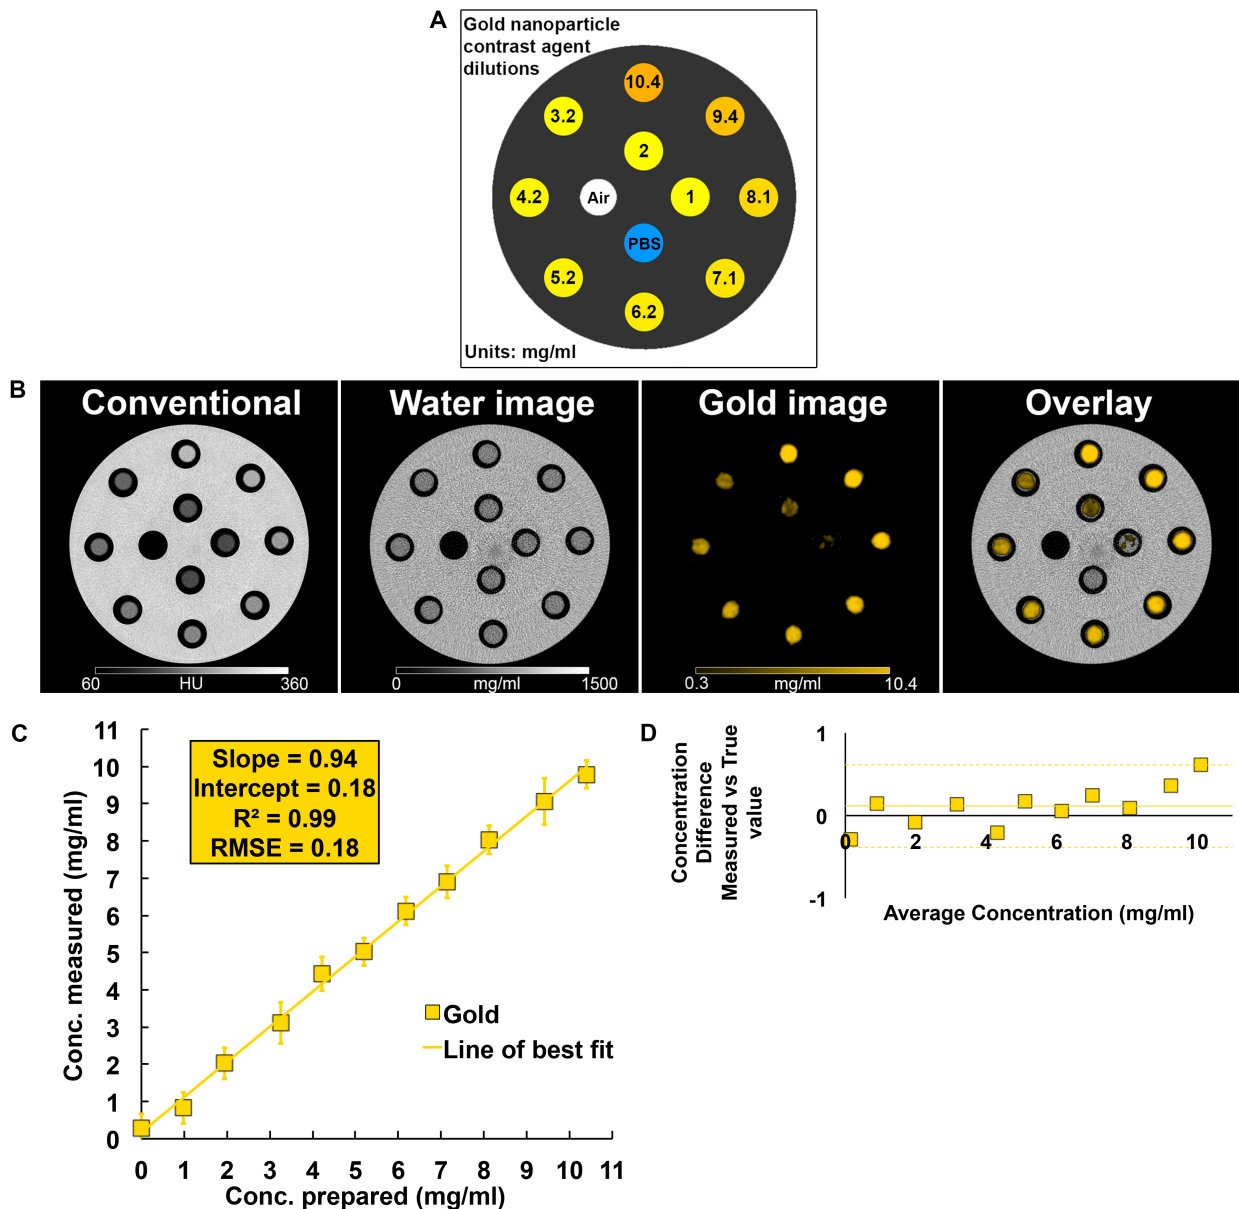 A
Gold nanoparticle
contrast agent
dilutions
10.4
3.2
9.4
2
4.2
Air
1
8.1
PBS
5.2
7.1
6.2
Units: mg/ml
B
Conventional
Water image
Gold image
Overlay
60
HU
360
0
mg/ml
1500
0.3
mg/ml
10.4
C
Conc. measured (mg/ml)
11
10
9
8
7
6
5
4
3
2
1
0
Slope = 0.94
Intercept = 0.18
R² = 0.99
RMSE = 0.18
Gold
Line of best fit
0 1 2 3 4 5 6 7 8 9 10 11
Conc. prepared (mg/ml)
D
Concentration
Difference
Measured vs True
value
1
0
-1
0 2 4 6 8 10
Average Concentration (mg/ml)